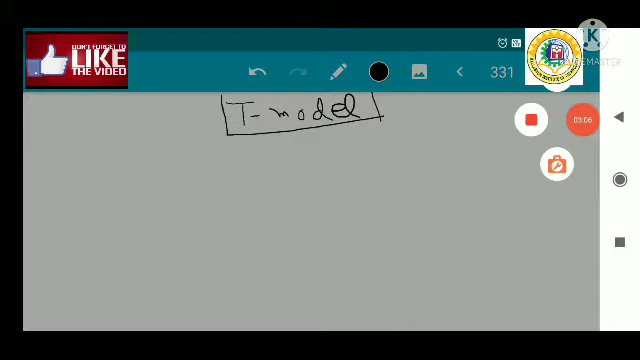 DON'T FORGET TO
LIKE
THE VIDEO
331
T-model
03:06